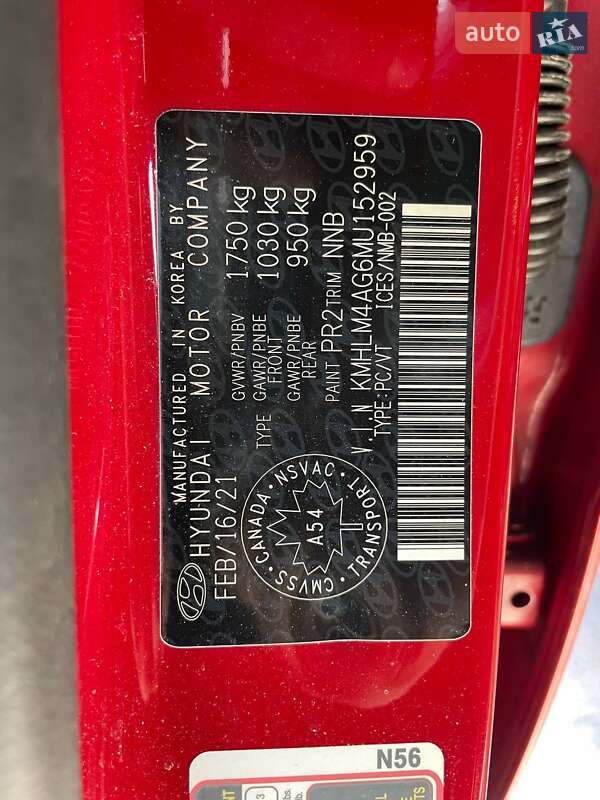 auto RIA.com
MANUFACTURED IN KOREA BY
HYUNDAI MOTOR COMPANY
FEB/16/21
GVWR/PNBV 1750 kg
TYPE GAWR/PNBE FRONT 1030 kg
GAWR/PNBE REAR 950 kg
PAINT PR2 TRIM NNB
CMVSS · CANADA · NSVAC · TRANSPORT
A54
V.I.N KMHLM4AG6MU152959
TYPE:PC/VT ICES/NMB-002
N56